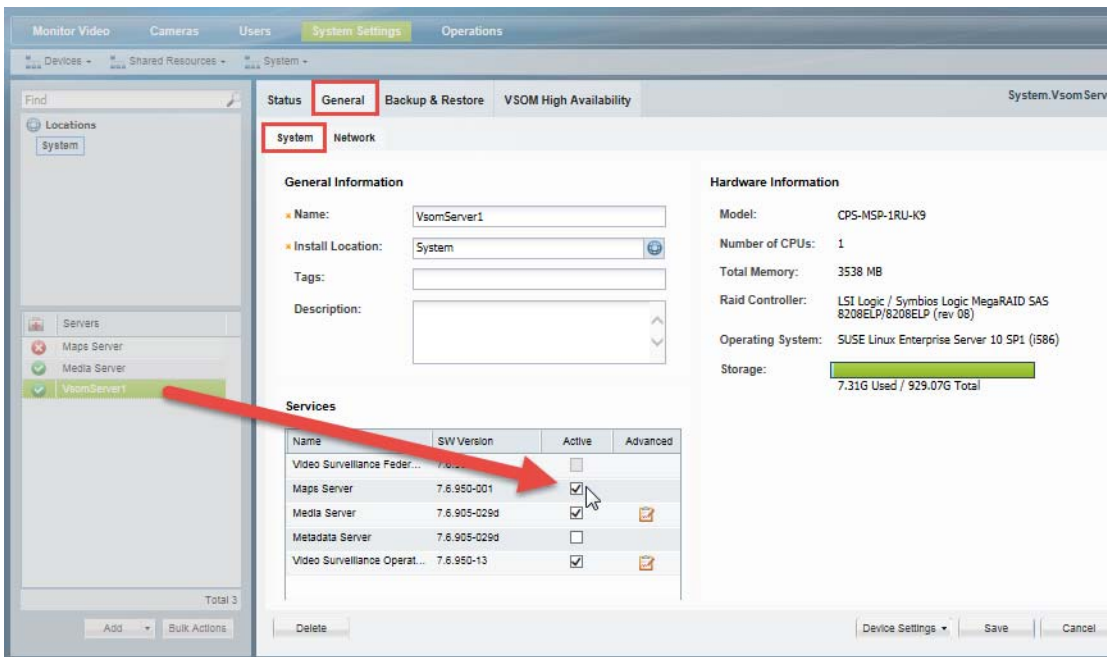 Monitor Video Cameras Users System Settings Operations
Devices Shared Resources System
Find
Locations
System
Servers
Maps Server
Media Server
VsomServer1
Total 3
Add Bulk Actions
Status General Backup & Restore VSOM High Availability
System.VsomServ
System Network
General Information
Name: VsomServer1
Install Location: System
Tags:
Description:
Services
Name SW Version Active Advanced
Video Surveillance Feder...
Maps Server 7.6.950-001
Media Server 7.6.905-029d
Metadata Server 7.6.905-029d
Video Surveillance Operat... 7.6.950-13
Hardware Information
Model: CPS-MSP-1RU-K9
Number of CPUs: 1
Total Memory: 3538 MB
Raid Controller: LSI Logic / Symbios Logic MegaRAID SAS
8208ELP/8208ELP (rev 08)
Operating System: SUSE Linux Enterprise Server 10 SP1 (i586)
Storage:
7.31G Used / 929.07G Total
Delete Device Settings Save Cancel